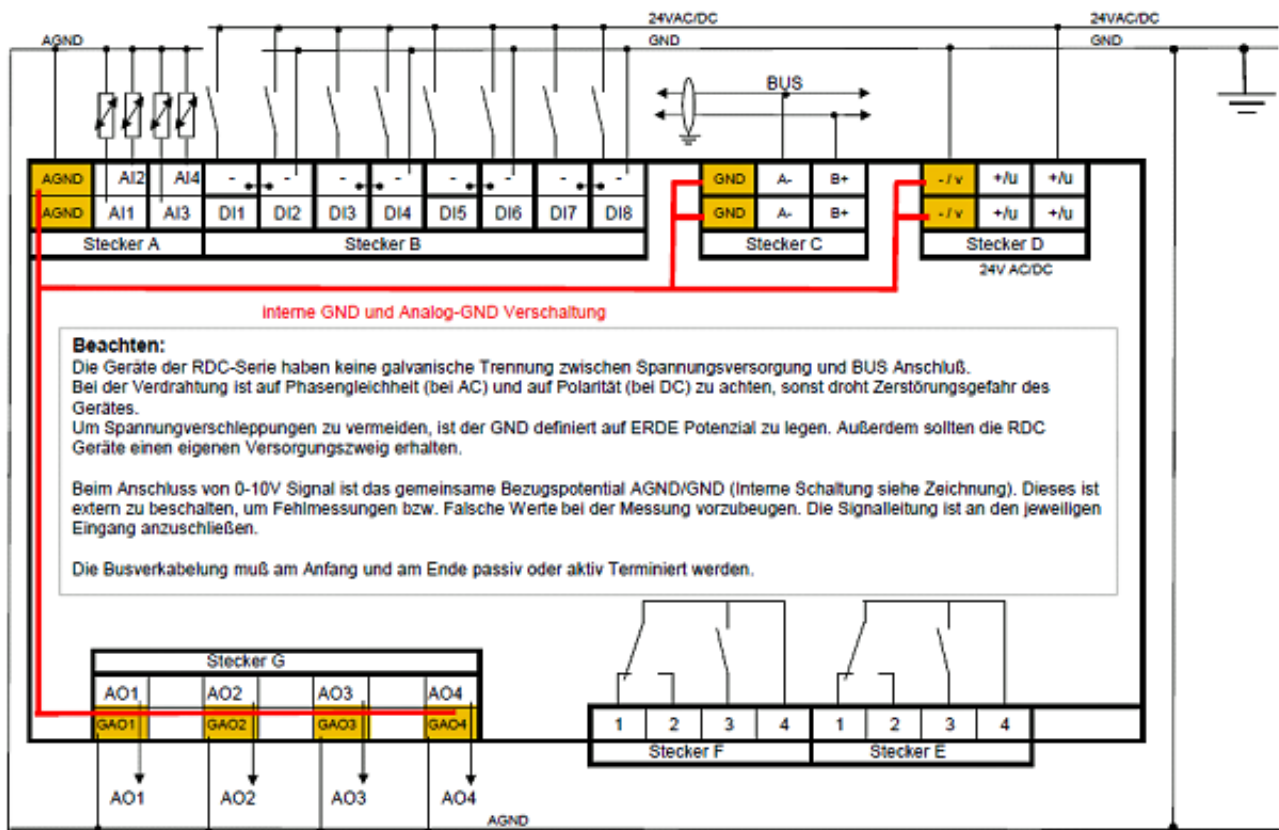 24VAC/DC
24VAC/DC
AGND
GND
GND
BUS
AGND AI2 AI4 - - - - - - - - GND A- B+ - / v +/u +/u
AGND AI1 AI3 DI1 DI2 DI3 DI4 DI5 DI6 DI7 DI8 GND A- B+ - / v +/u +/u
Stecker A Stecker B Stecker C Stecker D
24V AC/DC
interne GND und Analog-GND Verschaltung
Beachten:
Die Geräte der RDC-Serie haben keine galvanische Trennung zwischen Spannungsversorgung und BUS Anschluß.
Bei der Verdrahtung ist auf Phasengleichheit (bei AC) und auf Polarität (bei DC) zu achten, sonst droht Zerstörungsgefahr des
Gerätes.
Um Spannungverschleppungen zu vermeiden, ist der GND definiert auf ERDE Potenzial zu legen. Außerdem sollten die RDC
Geräte einen eigenen Versorgungszweig erhalten.
Beim Anschluss von 0-10V Signal ist das gemeinsame Bezugspotential AGND/GND (Interne Schaltung siehe Zeichnung). Dieses ist
extern zu beschalten, um Fehlmessungen bzw. Falsche Werte bei der Messung vorzubeugen. Die Signalleitung ist an den jeweiligen
Eingang anzuschließen.
Die Busverkabelung muß am Anfang und am Ende passiv oder aktiv Terminiert werden.
Stecker G
AO1 AO2 AO3 AO4
GAO1 GAO2 GAO3 GAO4
1 2 3 4 1 2 3 4
Stecker F Stecker E
AO1 AO2 AO3 AO4
AGND